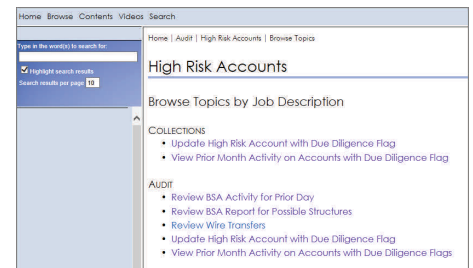 Home Browse Contents Videos Search
Type in the word(s) to search for:
Highlight search results
Search results per page 10
Home | Audit | High Risk Accounts | Browse Topics
High Risk Accounts
Browse Topics by Job Description
COLLECTIONS
• Update High Risk Account with Due Diligence Flag
• View Prior Month Activity on Accounts with Due Diligence Flag
AUDIT
• Review BSA Activity for Prior Day
• Review BSA Report for Possible Structures
• Review Wire Transfers
• Update High Risk Account with Due Diligence Flag
• View Prior Month Activity on Accounts with Due Diligence Flags